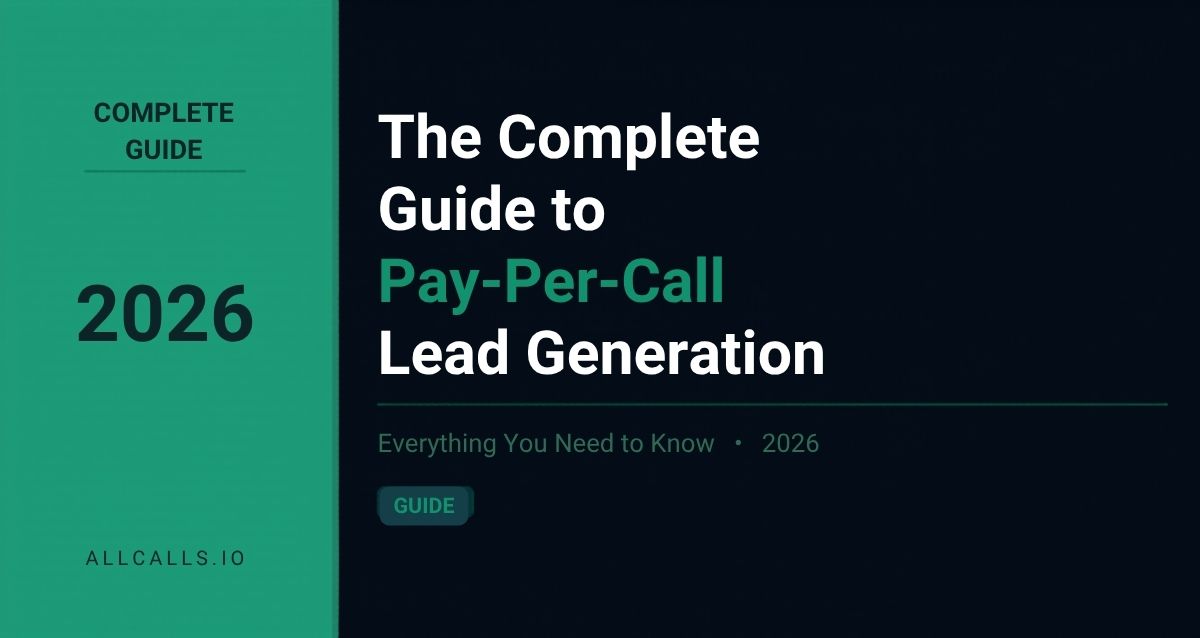 COMPLETE
GUIDE
2026
ALLCALLS.IO
The Complete
Guide to
Pay-Per-Call
Lead Generation
Everything You Need to Know • 2026
GUIDE